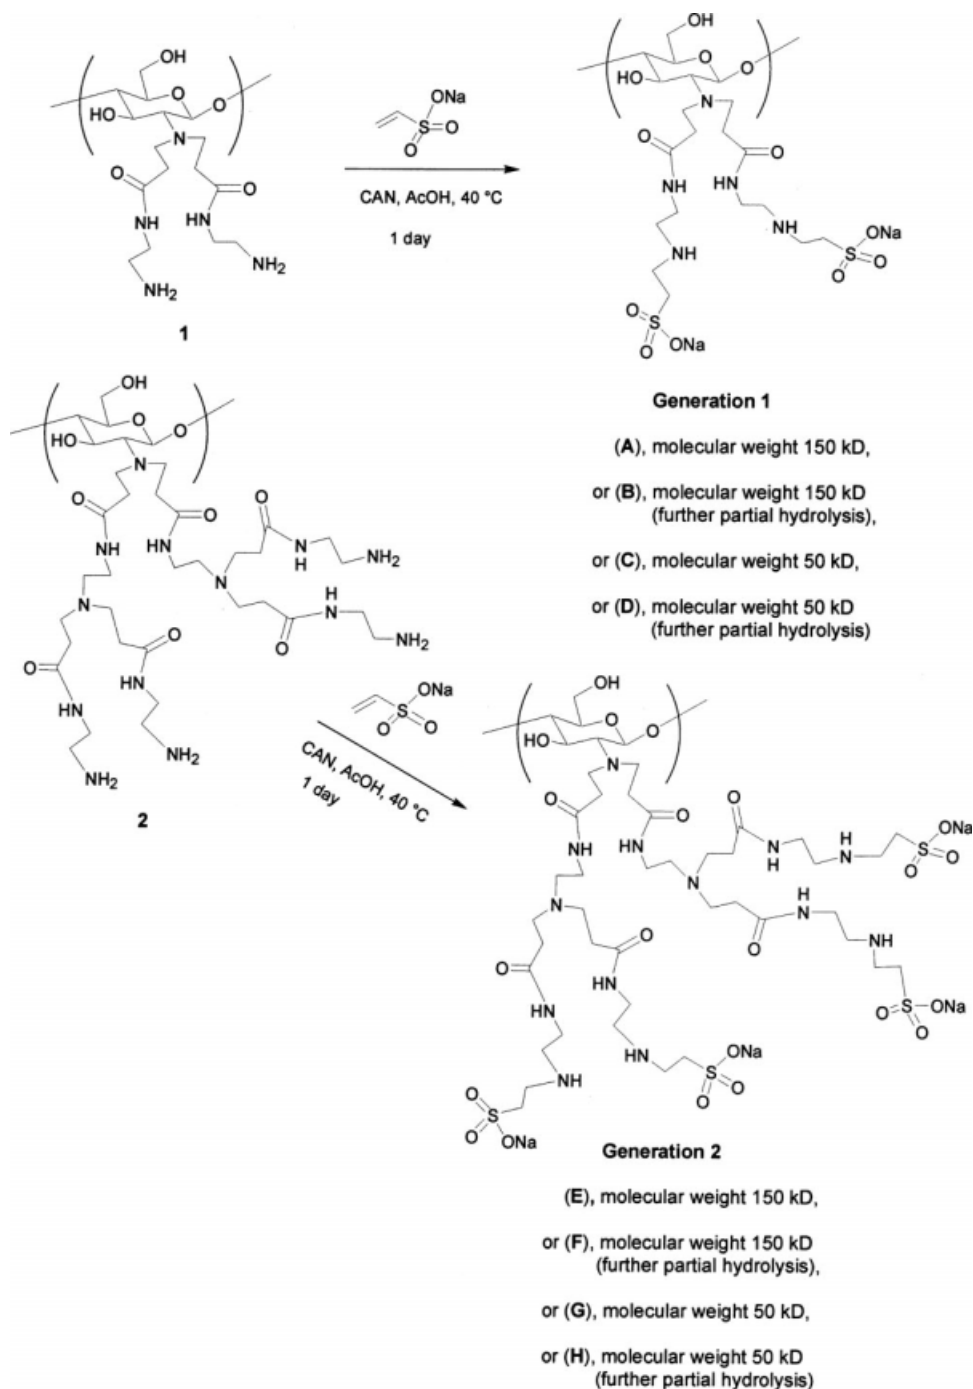 OH
O
HO
O
N
O
O
NH
HN
NH2
NH2
1
ONa
S
O
O
CAN, AcOH, 40 °C
1 day
OH
O
HO
O
N
O
O
NH
HN
NH
NH
ONa
S
O
O
O
S
O
ONa
Generation 1
(A), molecular weight 150 kD,
or (B), molecular weight 150 kD
(further partial hydrolysis),
or (C), molecular weight 50 kD,
or (D), molecular weight 50 kD
(further partial hydrolysis)
OH
O
HO
O
N
O
O
O
NH
HN
N
H
NH2
N
H
N
N
O
NH2
O
O
HN
NH
NH2
NH2
2
ONa
S
O
O
CAN, AcOH, 40 °C
1 day
OH
O
HO
O
N
O
O
O
NH
HN
N
H
H
N
ONa
S
O
O
N
N
H
N
O
NH
O
O
HN
NH
O
S
ONa
O
HN
NH
ONa
S
O
O
O
S
O
ONa
Generation 2
(E), molecular weight 150 kD,
or (F), molecular weight 150 kD
(further partial hydrolysis),
or (G), molecular weight 50 kD,
or (H), molecular weight 50 kD
(further partial hydrolysis)